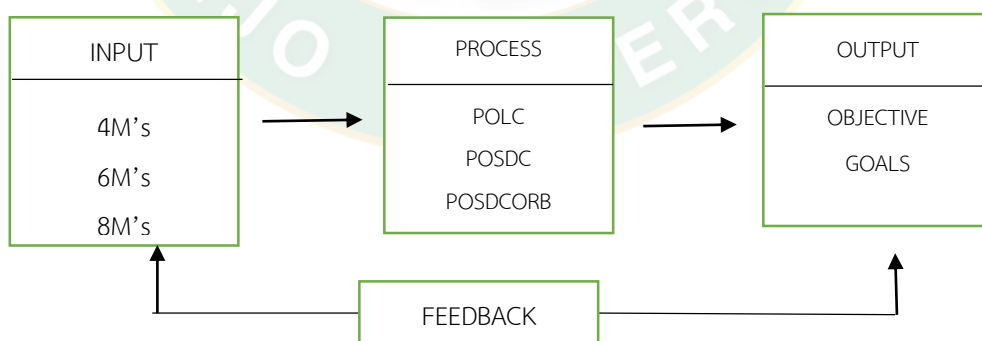 INPUT
4M's
6M's
8M's
PROCESS
POLC
POSDC
POSDCORB
OUTPUT
OBJECTIVE
GOALS
FEEDBACK